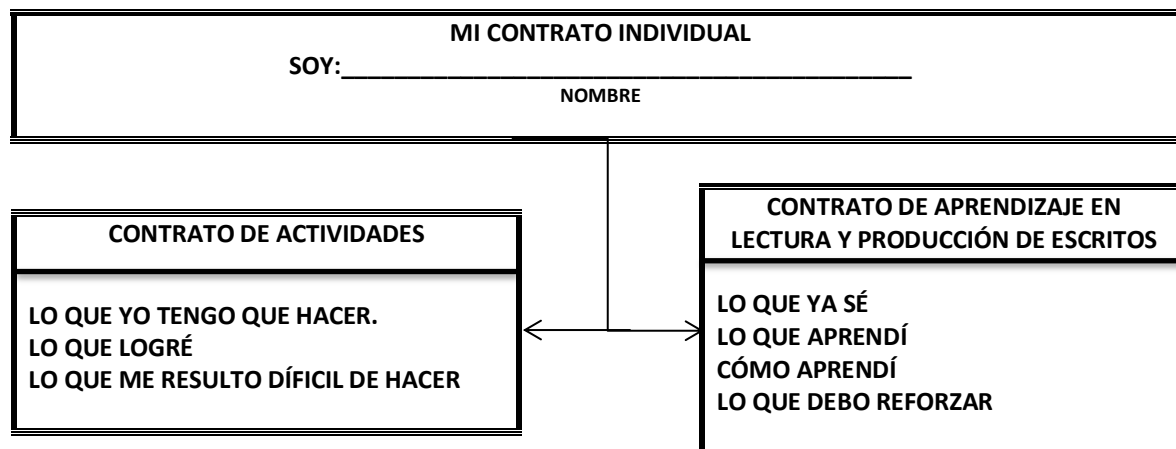 MI CONTRATO INDIVIDUAL
SOY:___________________________________________
NOMBRE
CONTRATO DE ACTIVIDADES
LO QUE YO TENGO QUE HACER.
LO QUE LOGRÉ
LO QUE ME RESULTO DÍFICIL DE HACER
CONTRATO DE APRENDIZAJE EN
LECTURA Y PRODUCCIÓN DE ESCRITOS
LO QUE YA SÉ
LO QUE APRENDÍ
CÓMO APRENDÍ
LO QUE DEBO REFORZAR